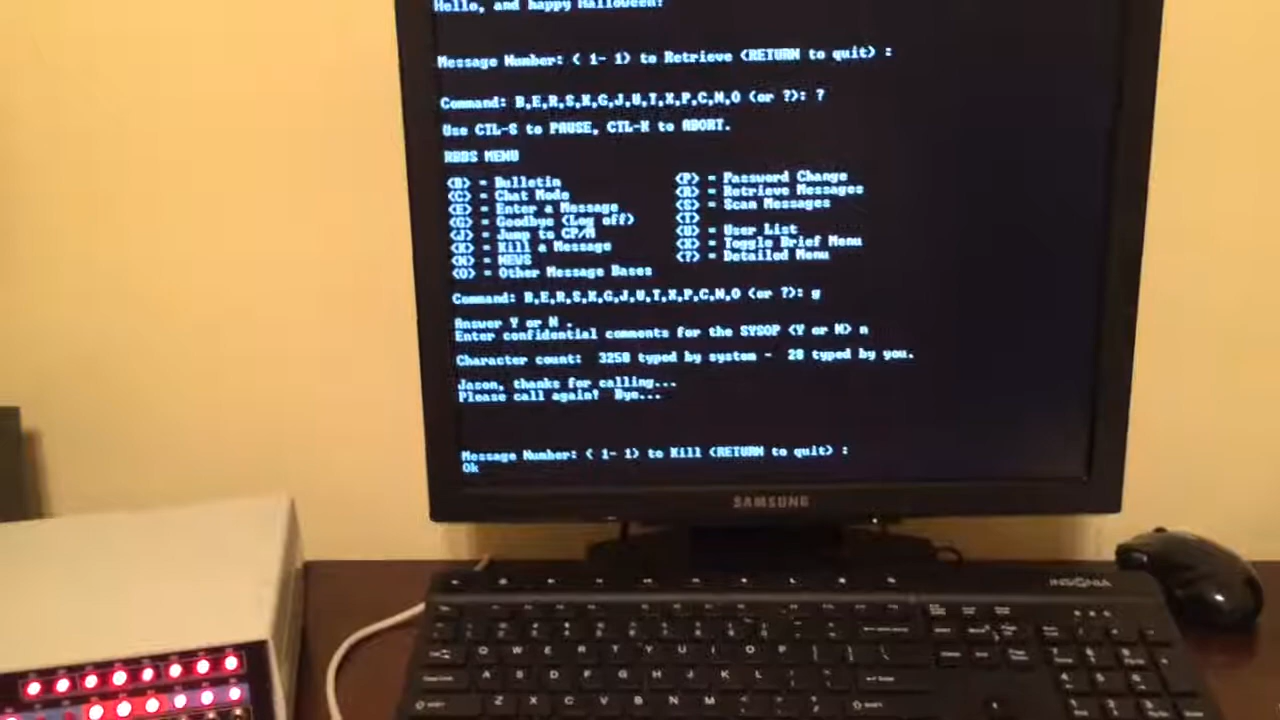 Hello, and happy Halloween!
Message Number: ( 1- 1) to Retrieve <RETURN to quit> :
Command: B,E,R,S,K,G,J,U,T,X,P,C,N,O (or ?): ?
Use CTL-S to PAUSE, CTL-K to ABORT.
RBBS MENU
<B> = Bulletin
<C> = Chat Mode
<E> = Enter a Message
<G> = Goodbye (Log off)
<J> = Jump to CP/M
<K> = Kill a Message
<N> = NEWS
<O> = Other Message Bases
<P> = Password Change
<R> = Retrieve Messages
<S> = Scan Messages
<T>
<U> = User List
<X> = Toggle Brief Menu
<?> = Detailed Menu
Command: B,E,R,S,K,G,J,U,T,X,P,C,N,O (or ?): g
Answer Y or N .
Enter confidential comments for the SYSOP <Y or N> n
Character count: 3250 typed by system - 28 typed by you.
Jason, thanks for calling...
Please call again? Bye...
Message Number: ( 1- 1) to Kill <RETURN to quit> :
Ok
SAMSUNG
INSIGNIA
Q W E R T Y U I O P
A S D F G H J K L
Z X C V B N M